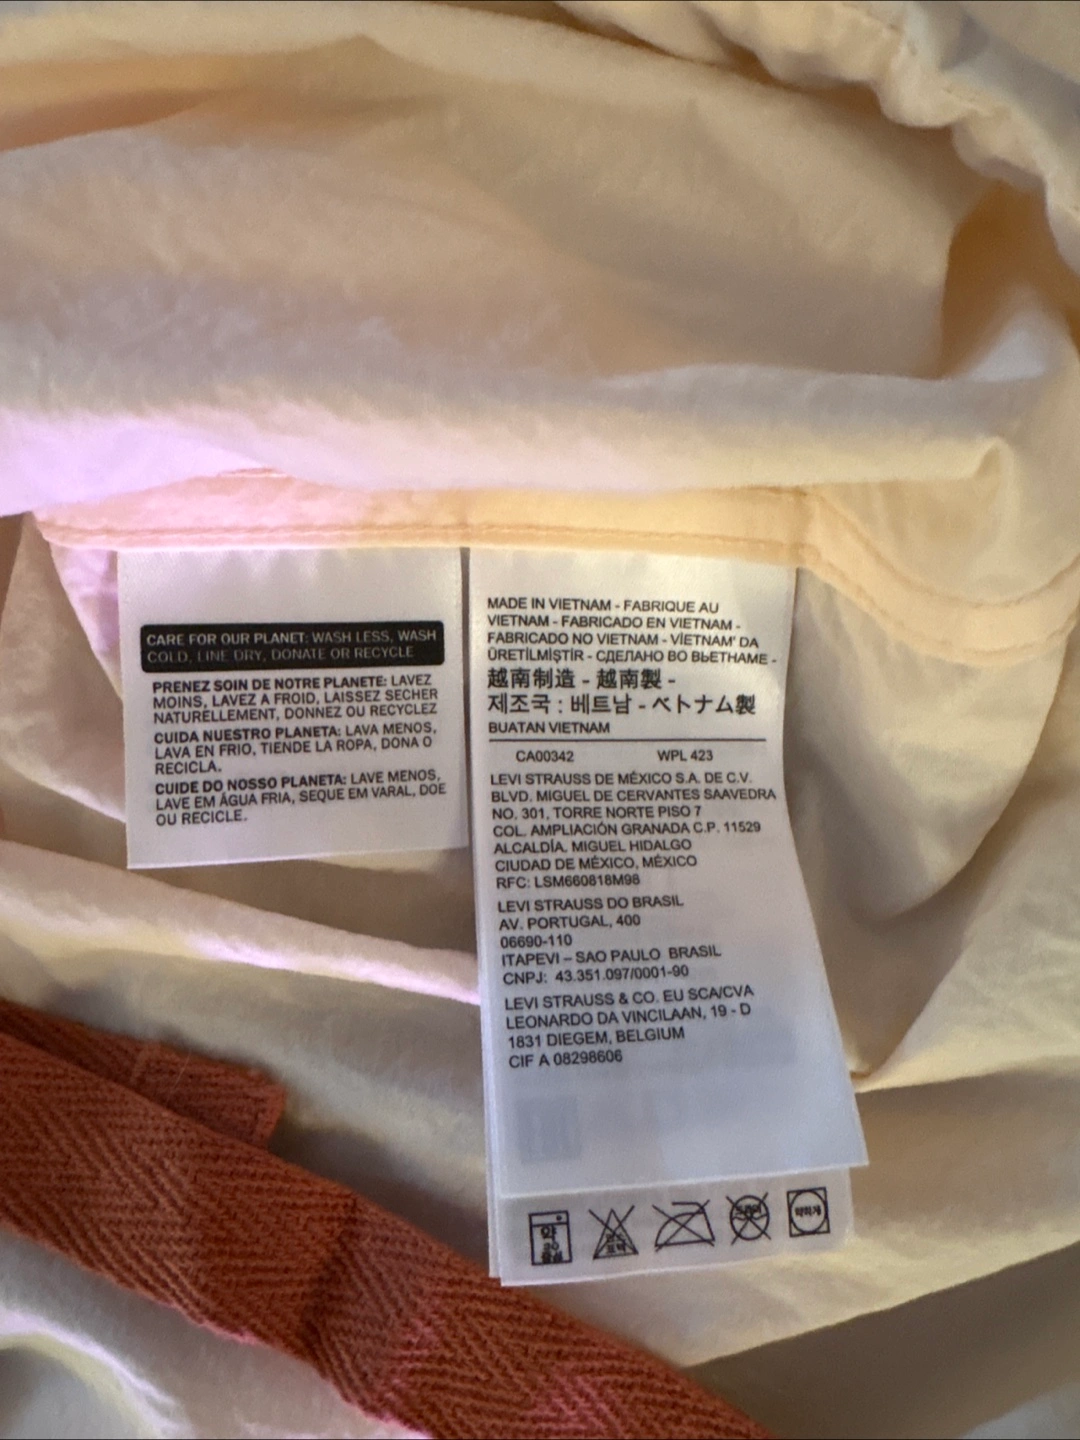 CARE FOR OUR PLANET: WASH LESS, WASH
COLD, LINE DRY, DONATE OR RECYCLE
PRENEZ SOIN DE NOTRE PLANETE: LAVEZ
MOINS, LAVEZ A FROID, LAISSEZ SECHER
NATURELLEMENT, DONNEZ OU RECYCLEZ
CUIDA NUESTRO PLANETA: LAVA MENOS,
LAVA EN FRIO, TIENDE LA ROPA, DONA O
RECICLA.
CUIDE DO NOSSO PLANETA: LAVE MENOS,
LAVE EM ÁGUA FRIA, SEQUE EM VARAL, DOE
OU RECICLE.
MADE IN VIETNAM - FABRIQUE AU
VIETNAM - FABRICADO EN VIETNAM -
FABRICADO NO VIETNAM - VİETNAM' DA
ÜRETİLMİŞTİR - СДЕЛАНО ВО ВЬЕТНАМЕ -
越南制造 - 越南製 -
제조국 : 베트남 - ベトナム製
BUATAN VIETNAM
CA00342 WPL 423
LEVI STRAUSS DE MÉXICO S.A. DE C.V.
BLVD. MIGUEL DE CERVANTES SAAVEDRA
NO. 301, TORRE NORTE PISO 7
COL. AMPLIACIÓN GRANADA C.P. 11529
ALCALDÍA. MIGUEL HIDALGO
CIUDAD DE MÉXICO, MÉXICO
RFC: LSM660818M98
LEVI STRAUSS DO BRASIL
AV. PORTUGAL, 400
06690-110
ITAPEVI – SAO PAULO BRASIL
CNPJ: 43.351.097/0001-90
LEVI STRAUSS & CO. EU SCA/CVA
LEONARDO DA VINCILAAN, 19 - D
1831 DIEGEM, BELGIUM
CIF A 08298606
약
30
중성
약하게